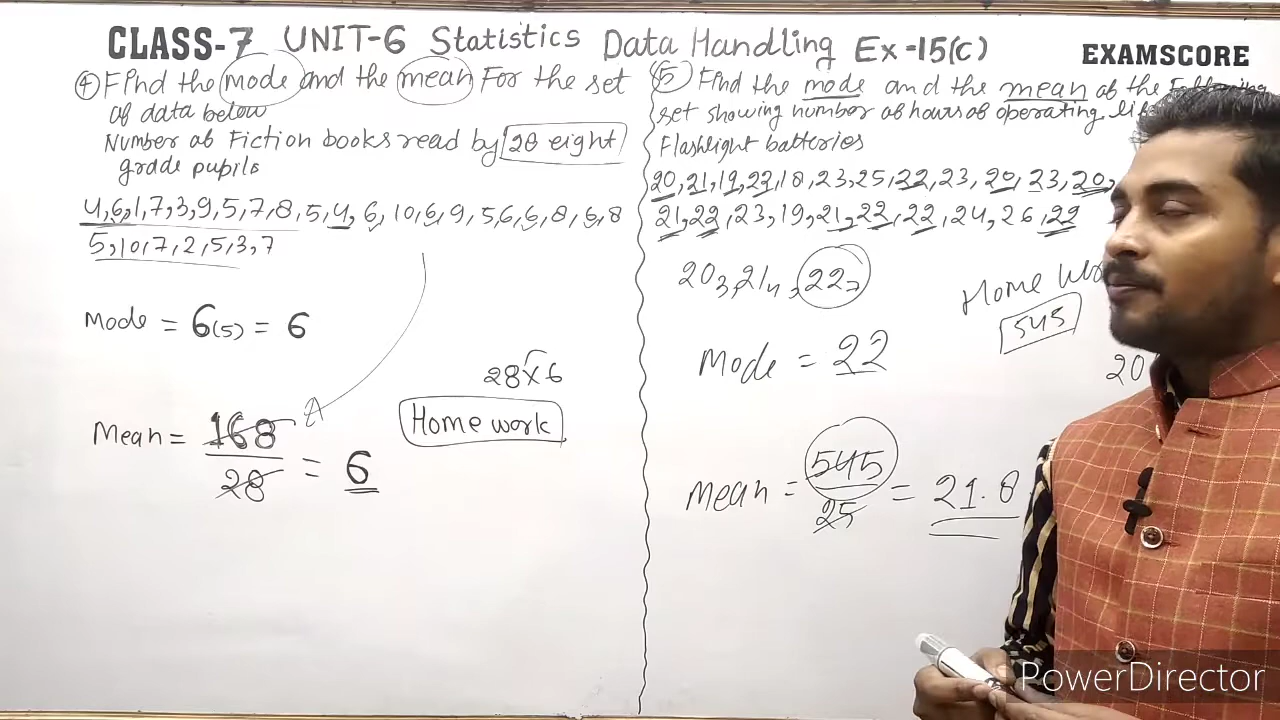 CLASS-7 UNIT-6 Statistics Data Handling Ex-15(c)
EXAMSCORE
④ Find the mode and the mean For the set
of data below
Number of Fiction books read by 28 eight
grade pupils
4,6,1,7,3,9,5,7,8,5,4,6,10,6,9,5,6,6,8,6,8
5,10,7,2,5,3,7
Mode = 6(5) = 6
28×6
Home work
Mean = 168/28 = 6
⑤ Find the mode and the mean of the Following
set showing number of hours of operating
Flashlight batteries
20,21,19,22,18,23,25,22,23,20,23,20,
21,22,23,19,21,22,22,24,26,22
20₃,21₄,22₇
Home
545
Mode = 22
20
Mean = 545/25 = 21.8
PowerDirector